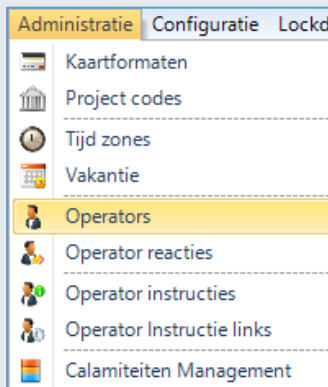 Administratie Configuratie Lockd
Kaartformaten
Project codes
Tijd zones
Vakantie
Operators
Operator reacties
Operator instructies
Operator Instructie links
Calamiteiten Management